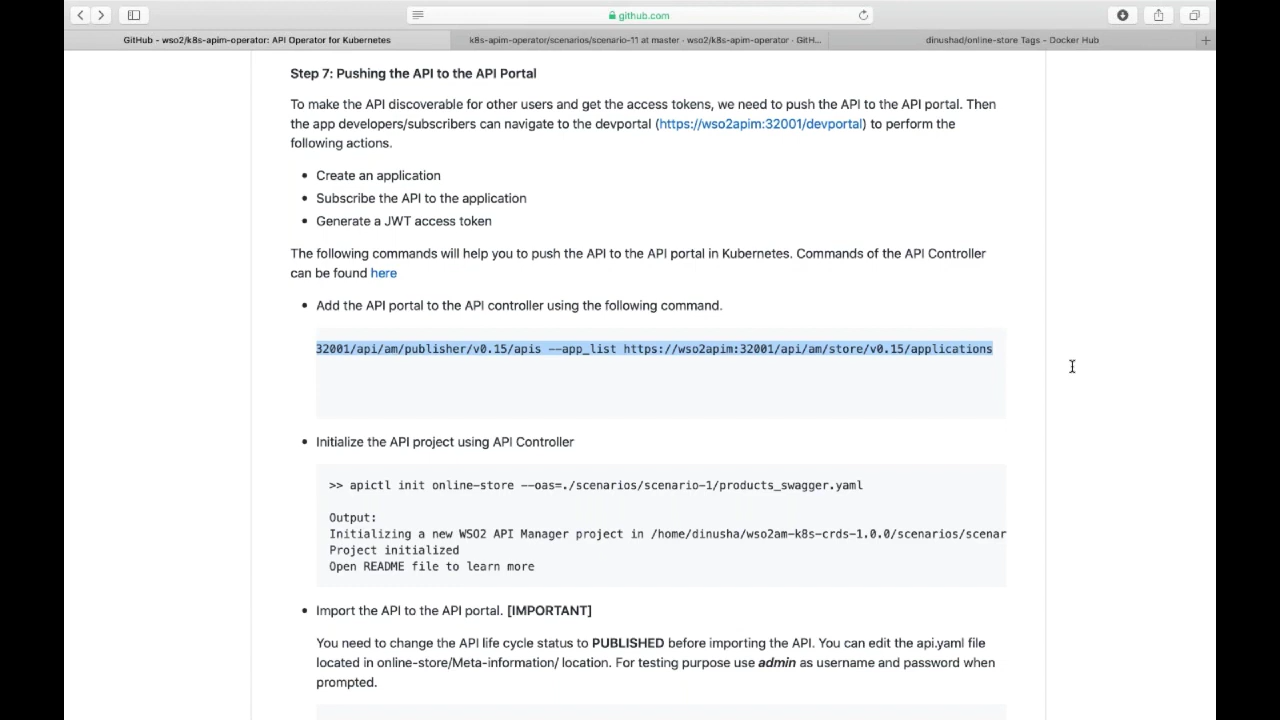 github.com
GitHub - wso2/k8s-apim-operator: API Operator for Kubernetes
k8s-apim-operator/scenarios/scenario-11 at master · wso2/k8s-apim-operator · GitH...
dinushad/online-store Tags - Docker Hub
Step 7: Pushing the API to the API Portal
To make the API discoverable for other users and get the access tokens, we need to push the API to the API portal. Then
the app developers/subscribers can navigate to the devportal (https://wso2apim:32001/devportal) to perform the
following actions.
• Create an application
• Subscribe the API to the application
• Generate a JWT access token
The following commands will help you to push the API to the API portal in Kubernetes. Commands of the API Controller
can be found here
• Add the API portal to the API controller using the following command.
32001/api/am/publisher/v0.15/apis --app_list https://wso2apim:32001/api/am/store/v0.15/applications
• Initialize the API project using API Controller
>> apictl init online-store --oas=./scenarios/scenario-1/products_swagger.yaml
Output:
Initializing a new WSO2 API Manager project in /home/dinusha/wso2am-k8s-crds-1.0.0/scenarios/scenar
Project initialized
Open README file to learn more
• Import the API to the API portal. [IMPORTANT]
You need to change the API life cycle status to PUBLISHED before importing the API. You can edit the api.yaml file
located in online-store/Meta-information/ location. For testing purpose use admin as username and password when
prompted.